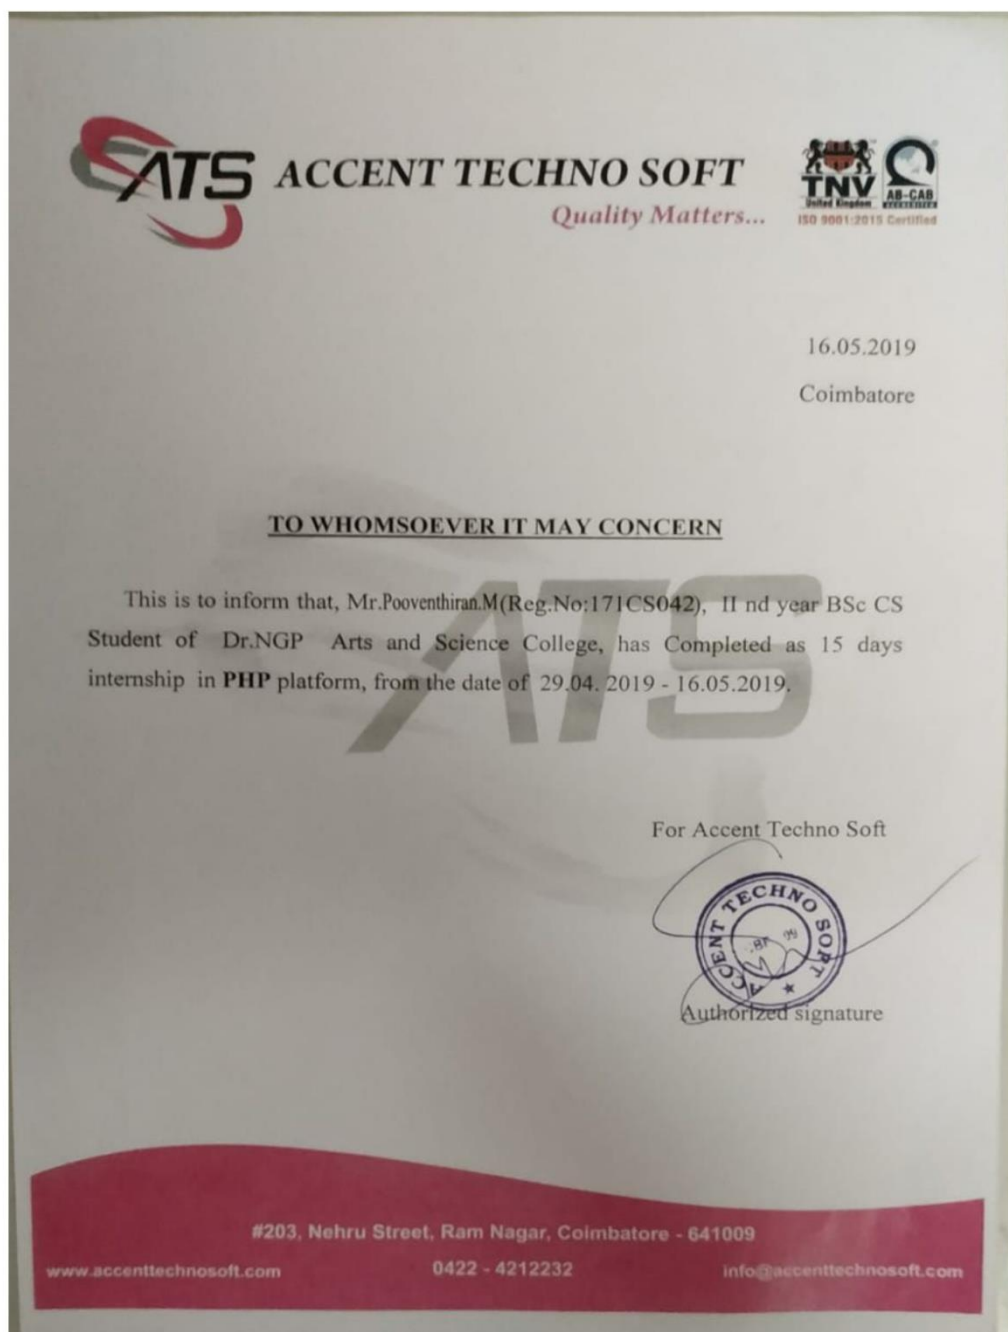 ATS ACCENT TECHNO SOFT
Quality Matters...
TNV
United Kingdom
AB-CAB
ACCREDITED
ISO 9001:2015 Certified
16.05.2019
Coimbatore
TO WHOMSOEVER IT MAY CONCERN
This is to inform that, Mr.Pooventhiran.M(Reg.No:171CS042), II nd year BSc CS
Student of Dr.NGP Arts and Science College, has Completed as 15 days
internship in PHP platform, from the date of 29.04. 2019 - 16.05.2019.
ATS
For Accent Techno Soft
ACCENT TECHNO SOFT
Authorized signature
#203, Nehru Street, Ram Nagar, Coimbatore - 641009
www.accenttechnosoft.com 0422 - 4212232 info@accenttechnosoft.com